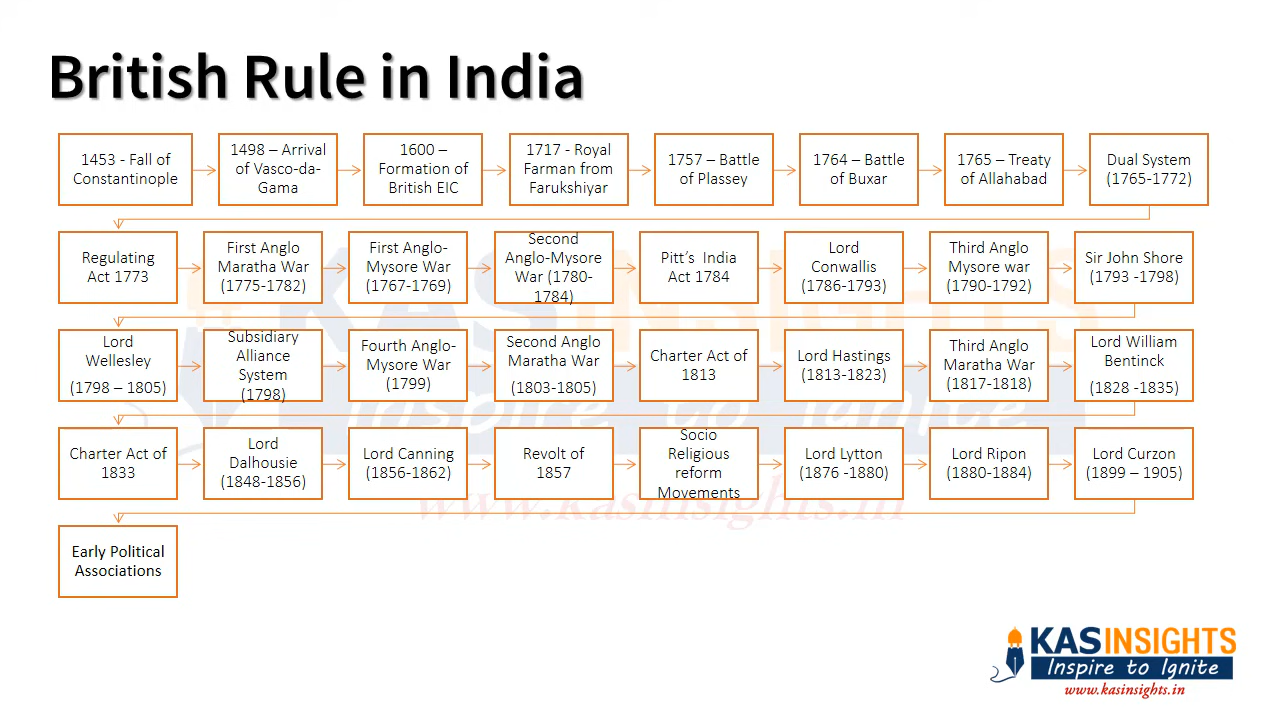 British Rule in India
1453 - Fall of
Constantinople
1498 – Arrival
of Vasco-da-
Gama
1600 –
Formation of
British EIC
1717 - Royal
Farman from
Farukshiyar
1757 – Battle
of Plassey
1764 – Battle
of Buxar
1765 – Treaty
of Allahabad
Dual System
(1765-1772)
Regulating
Act 1773
First Anglo
Maratha War
(1775-1782)
First Anglo-
Mysore War
(1767-1769)
Second
Anglo-Mysore
War (1780-
1784)
Pitt’s India
Act 1784
Lord
Conwallis
(1786-1793)
Third Anglo
Mysore war
(1790-1792)
Sir John Shore
(1793 -1798)
Lord
Wellesley
(1798 – 1805)
Subsidiary
Alliance
System
(1798)
Fourth Anglo-
Mysore War
(1799)
Second Anglo
Maratha War
(1803-1805)
Charter Act of
1813
Lord Hastings
(1813-1823)
Third Anglo
Maratha War
(1817-1818)
Lord William
Bentinck
(1828 -1835)
Charter Act of
1833
Lord
Dalhousie
(1848-1856)
Lord Canning
(1856-1862)
Revolt of
1857
Socio
Religious
reform
Movements
Lord Lytton
(1876 -1880)
Lord Ripon
(1880-1884)
Lord Curzon
(1899 – 1905)
Early Political
Associations
KASINSIGHTS
Inspire to Ignite
www.kasinsights.in
KASINSIGHTS
Inspire to Ignite
www.kasinsights.in